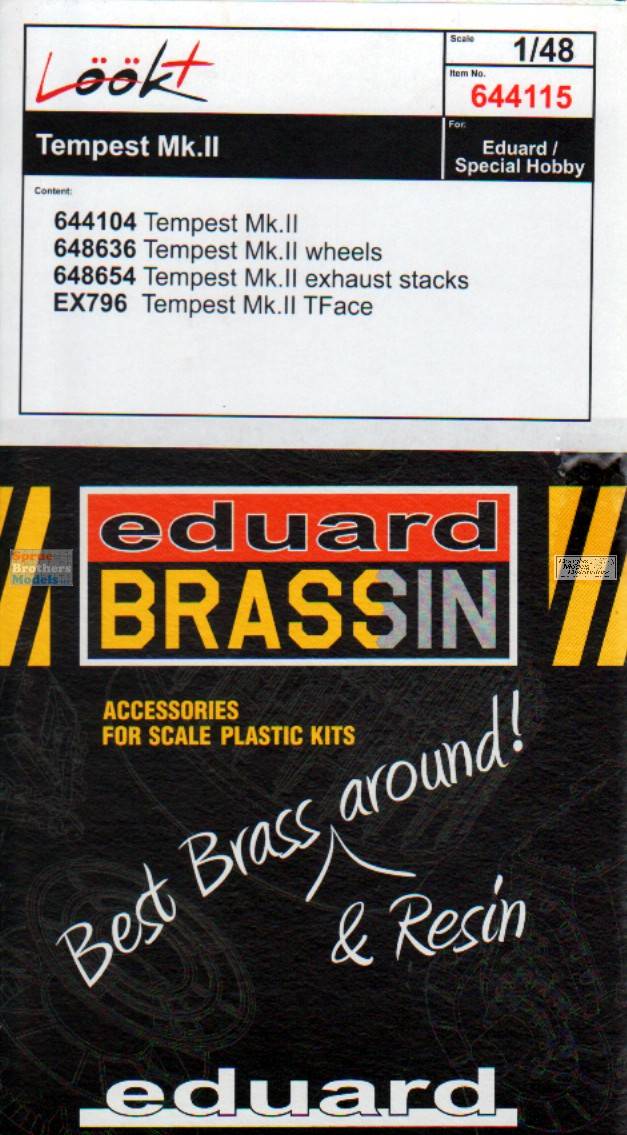 Löök+
Scale
1/48
Item No.
644115
Tempest Mk.II
For:
Eduard /
Special Hobby
Content:
644104 Tempest Mk.II
648636 Tempest Mk.II wheels
648654 Tempest Mk.II exhaust stacks
EX796 Tempest Mk.II TFace
eduard
BRASSIN
Sprue
Brothers
Models
ACCESSORIES
FOR SCALE PLASTIC KITS
Best Brass around!
& Resin
eduard